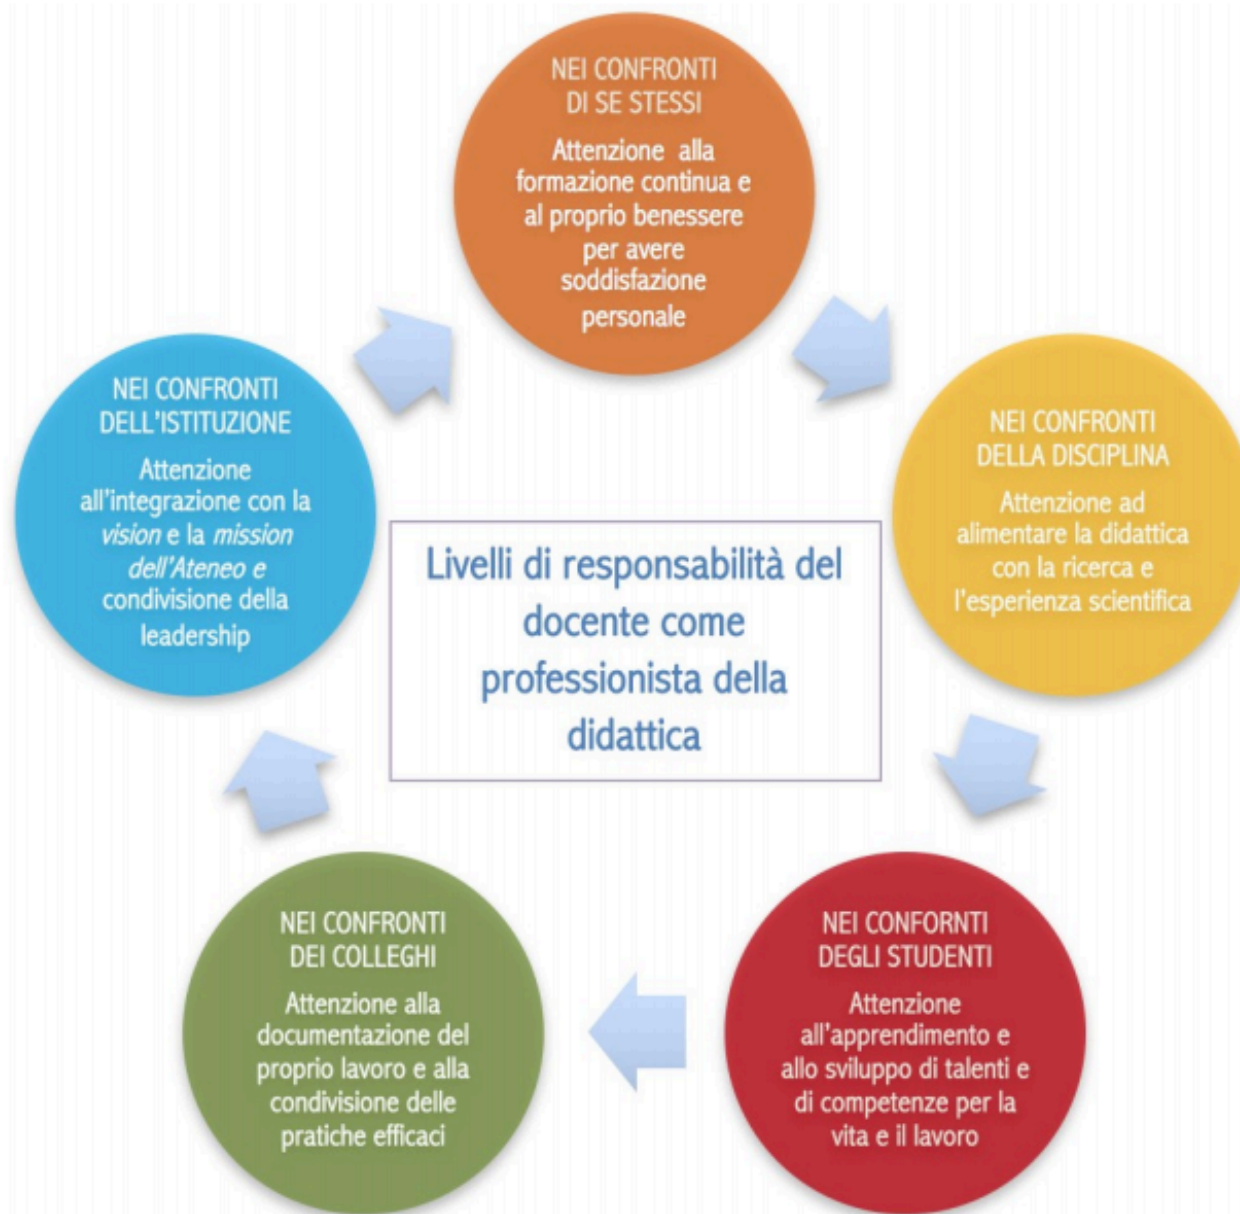 NEI CONFRONTI
DI SE STESSI
Attenzione alla
formazione continua e
al proprio benessere
per avere
soddisfazione
personale
NEI CONFRONTI
DELLA DISCIPLINA
Attenzione ad
alimentare la didattica
con la ricerca e
l'esperienza scientifica
NEI CONFORNTI
DEGLI STUDENTI
Attenzione
all'apprendimento e
allo sviluppo di talenti e
di competenze per la
vita e il lavoro
NEI CONFRONTI
DEI COLLEGHI
Attenzione alla
documentazione del
proprio lavoro e alla
condivisione delle
pratiche efficaci
NEI CONFRONTI
DELL'ISTITUZIONE
Attenzione
all'integrazione con la
vision e la mission
dell'Ateneo e
condivisione della
leadership
Livelli di responsabilità del
docente come
professionista della
didattica